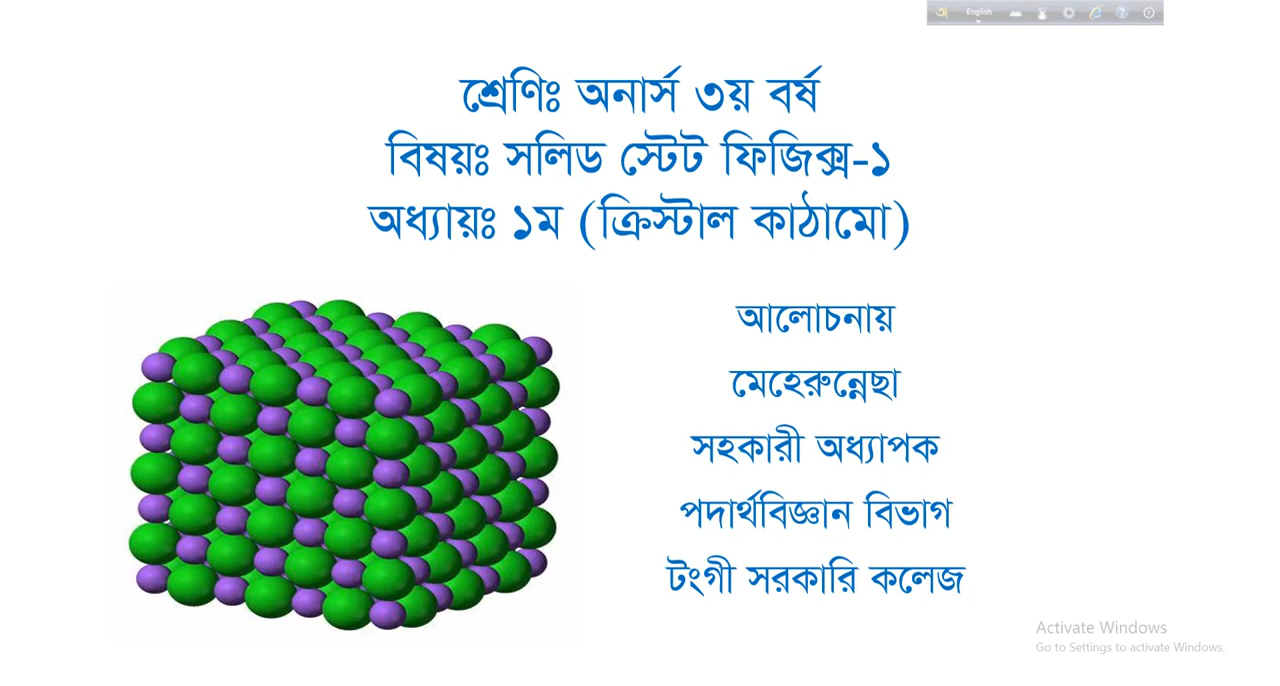 English
শ্রেণিঃ অনার্স ৩য় বর্ষ
বিষয়ঃ সলিড স্টেট ফিজিক্স-১
অধ্যায়ঃ ১ম (ক্রিস্টাল কাঠামো)
আলোচনায়
মেহেরুন্নেছা
সহকারী অধ্যাপক
পদার্থবিজ্ঞান বিভাগ
টংগী সরকারি কলেজ
Activate Windows
Go to Settings to activate Windows.